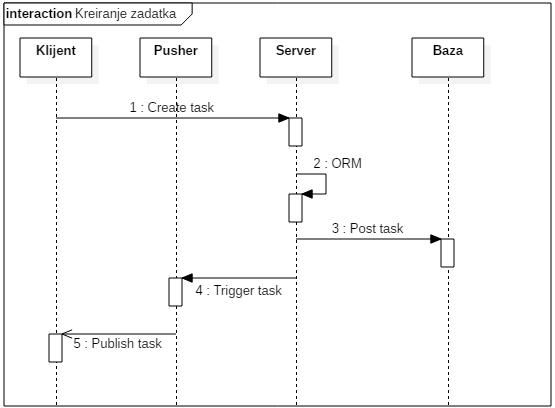 interaction Kreiranje zadatka
Klijent
Pusher
Server
Baza
1 : Create task
2 : ORM
3 : Post task
4 : Trigger task
5 : Publish task